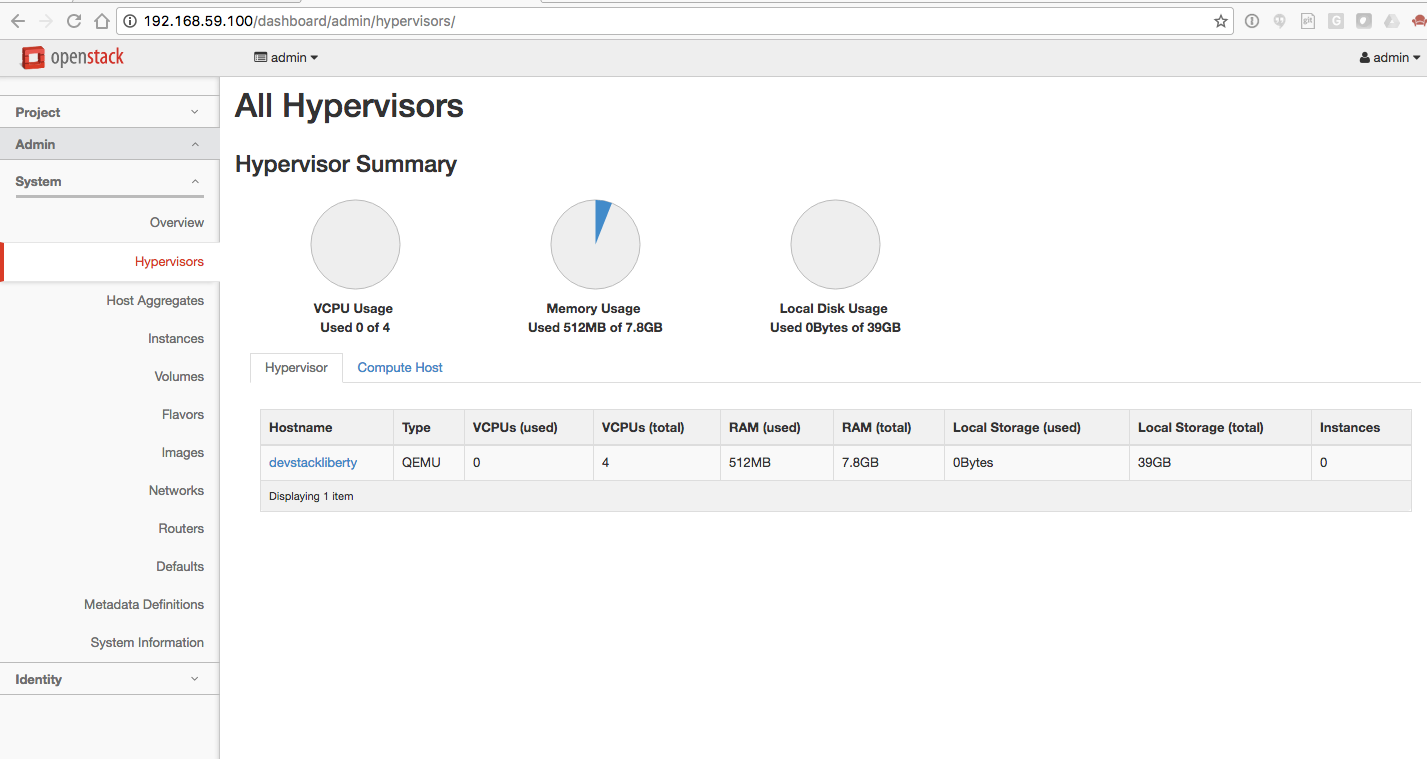 192.168.59.100/dashboard/admin/hypervisors/
openstack
admin
admin
Project
Admin
System
Overview
Hypervisors
Host Aggregates
Instances
Volumes
Flavors
Images
Networks
Routers
Defaults
Metadata Definitions
System Information
Identity
All Hypervisors
Hypervisor Summary
VCPU Usage
Used 0 of 4
Memory Usage
Used 512MB of 7.8GB
Local Disk Usage
Used 0Bytes of 39GB
Hypervisor Compute Host
Hostname Type VCPUs (used) VCPUs (total) RAM (used) RAM (total) Local Storage (used) Local Storage (total) Instances
devstackliberty QEMU 0 4 512MB 7.8GB 0Bytes 39GB 0
Displaying 1 item